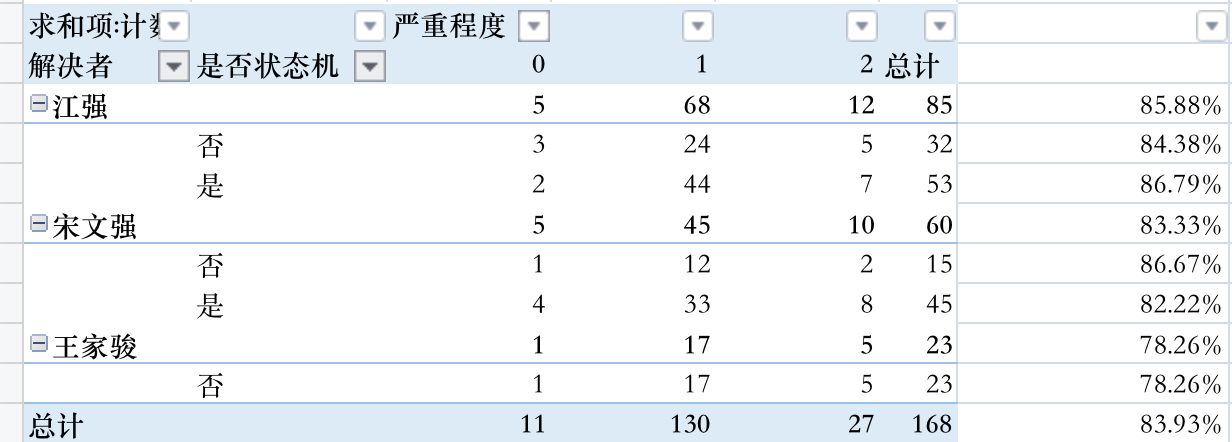 求和项:计数 严重程度
解决者 是否状态机 0 1 2 总计
江强 5 68 12 85 85.88%
否 3 24 5 32 84.38%
是 2 44 7 53 86.79%
宋文强 5 45 10 60 83.33%
否 1 12 2 15 86.67%
是 4 33 8 45 82.22%
王家骏 1 17 5 23 78.26%
否 1 17 5 23 78.26%
总计 11 130 27 168 83.93%